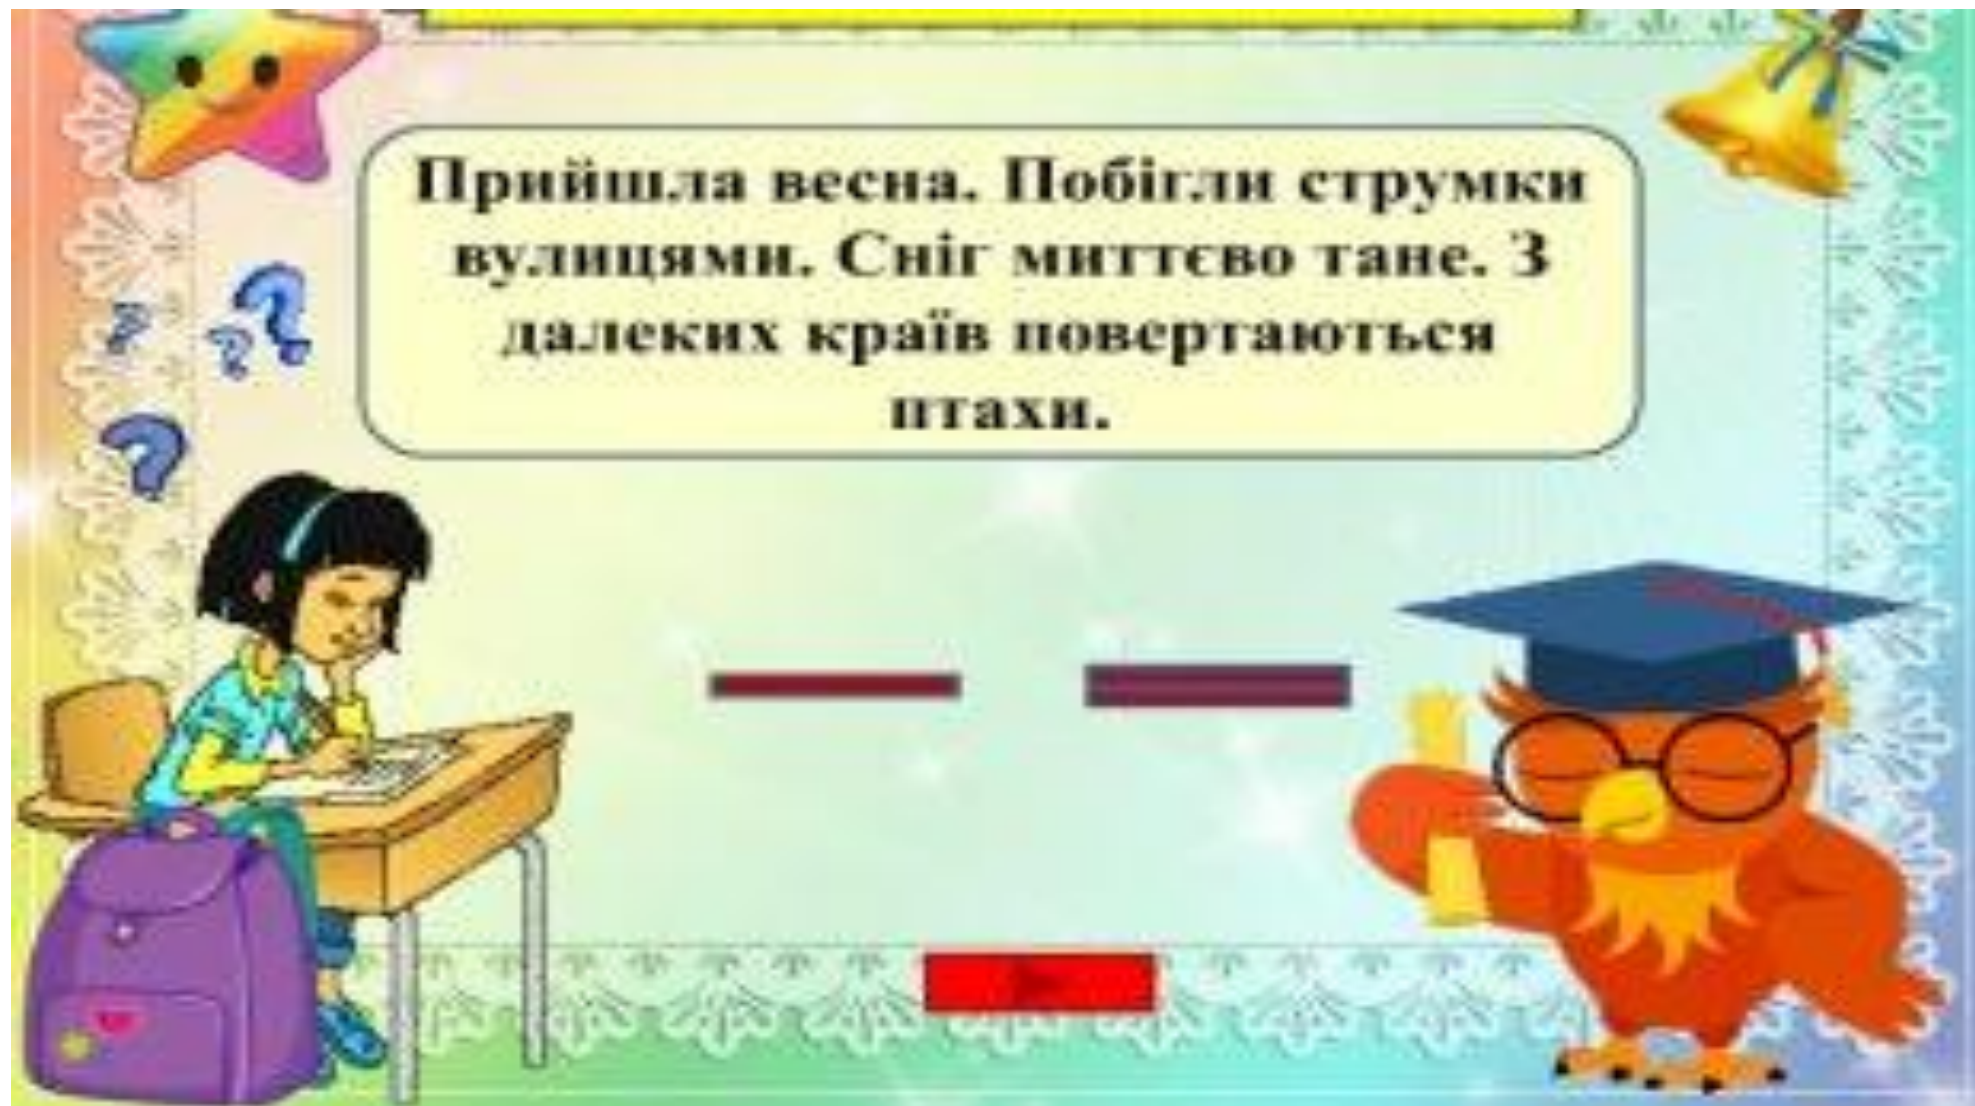 Прийшла весна. Побігли струмки
вулицями. Сніг миттєво тане. З
далеких країв повертаються
птахи.